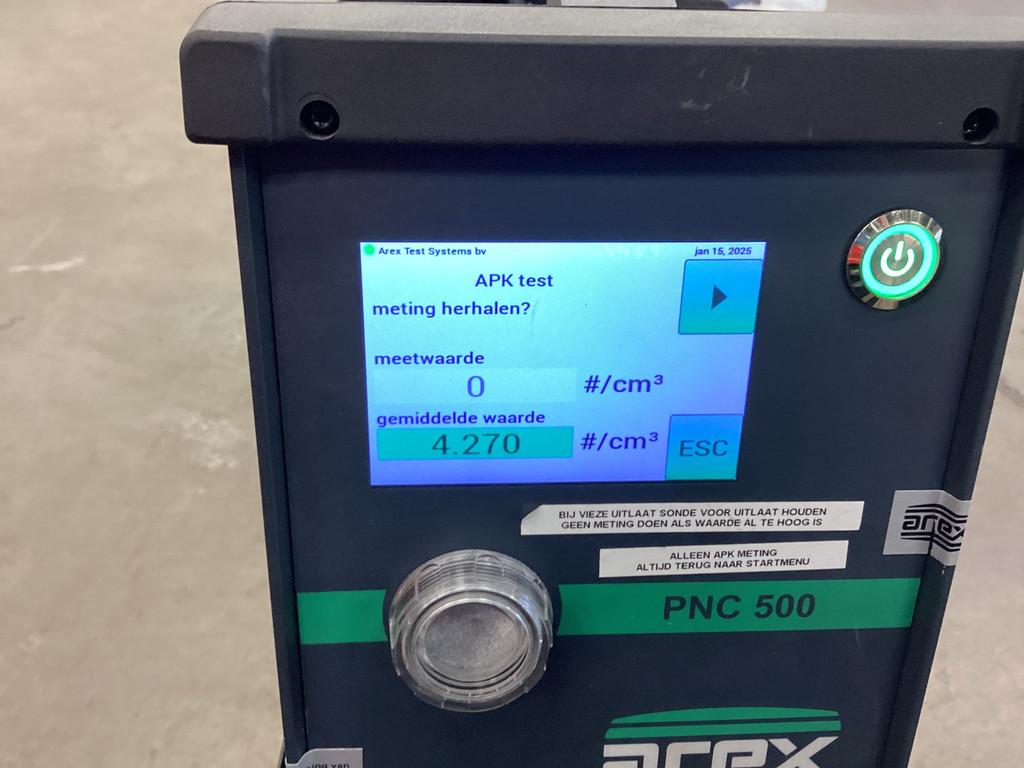 Arex Test Systems bv
jan 15, 2025
APK test
meting herhalen?
meetwaarde
0 #/cm³
gemiddelde waarde
4.270 #/cm³
ESC
BIJ VIEZE UITLAAT SONDE VOOR UITLAAT HOUDEN
GEEN METING DOEN ALS WAARDE AL TE HOOG IS
arex
ALLEEN APK METING
ALTIJD TERUG NAAR STARTMENU
PNC 500
arex